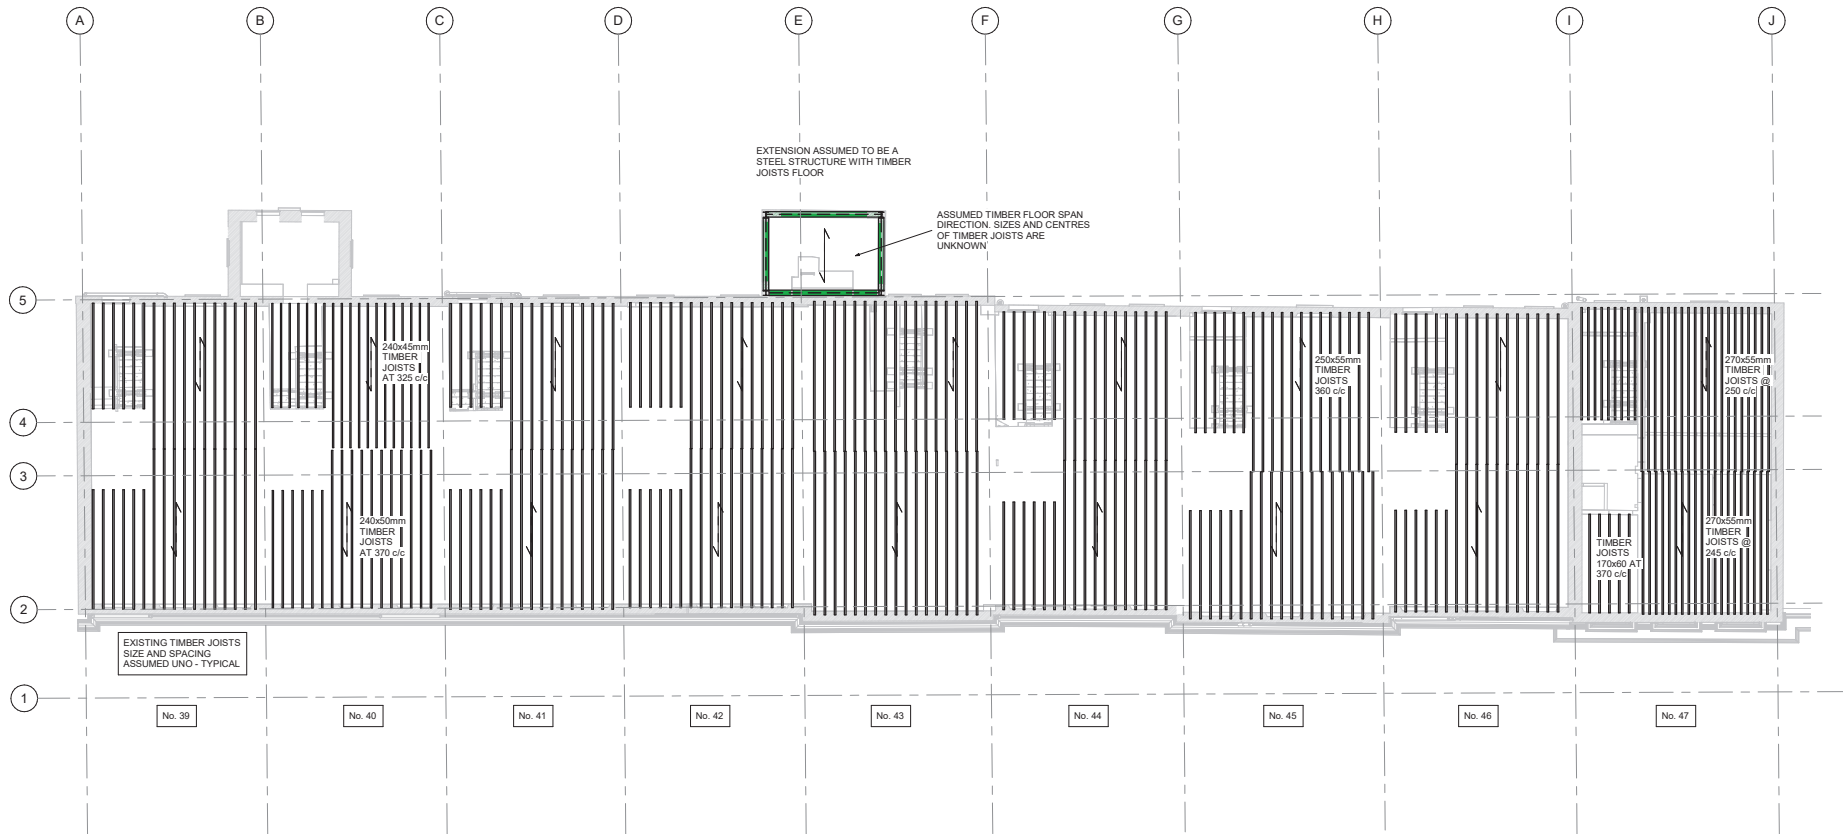 A B C D E F G H I J
EXTENSION ASSUMED TO BE A
STEEL STRUCTURE WITH TIMBER
JOISTS FLOOR
ASSUMED TIMBER FLOOR SPAN
DIRECTION. SIZES AND CENTRES
OF TIMBER JOISTS ARE
UNKNOWN
5
240x45mm
TIMBER
JOISTS
AT 325 c/c
250x55mm
TIMBER
JOISTS
360 c/c
270x55mm
TIMBER
JOISTS @
250 c/c
4
3
240x50mm
TIMBER
JOISTS
AT 370 c/c
TIMBER
JOISTS
170x60 AT
370 c/c
270x55mm
TIMBER
JOISTS @
245 c/c
2
EXISTING TIMBER JOISTS
SIZE AND SPACING
ASSUMED UNO - TYPICAL
1
No. 39 No. 40 No. 41 No. 42 No. 43 No. 44 No. 45 No. 46 No. 47